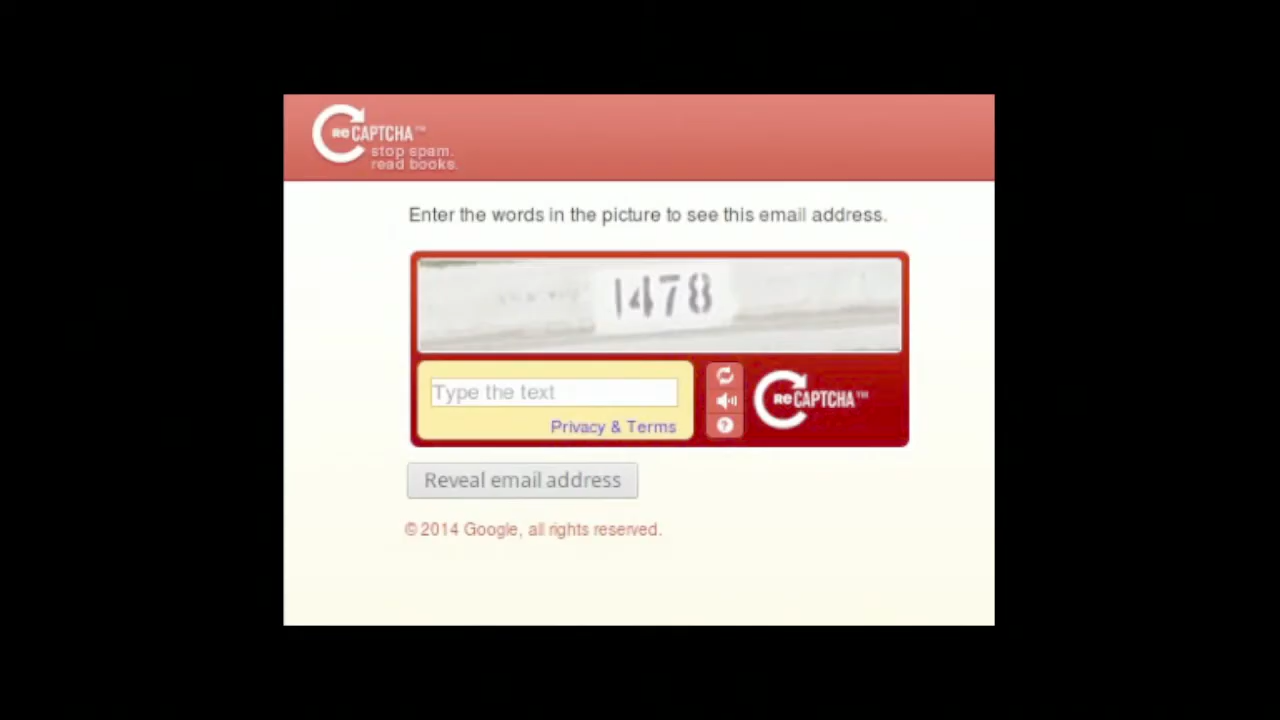 reCAPTCHA™
stop spam.
read books.
Enter the words in the picture to see this email address.
1478
Type the text
Privacy & Terms
reCAPTCHA™
Reveal email address
© 2014 Google, all rights reserved.